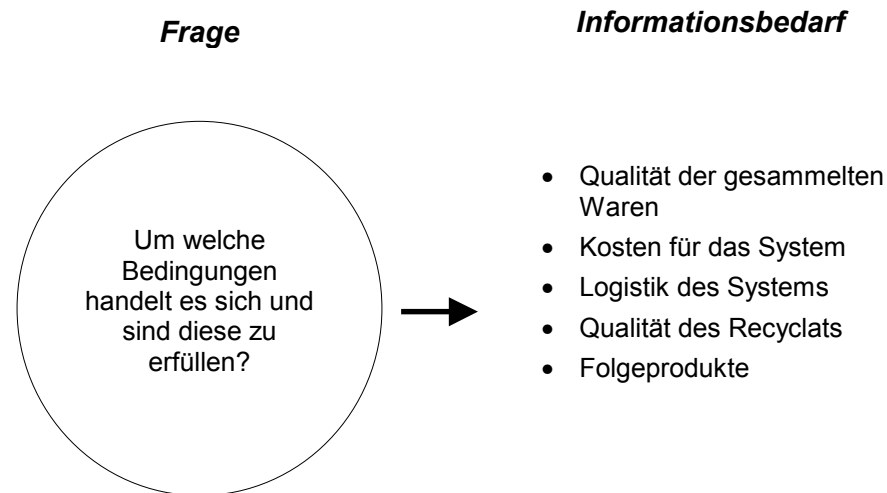 Frage
Informationsbedarf
Um welche
Bedingungen
handelt es sich und
sind diese zu
erfüllen?
• Qualität der gesammelten
Waren
• Kosten für das System
• Logistik des Systems
• Qualität des Recyclats
• Folgeprodukte